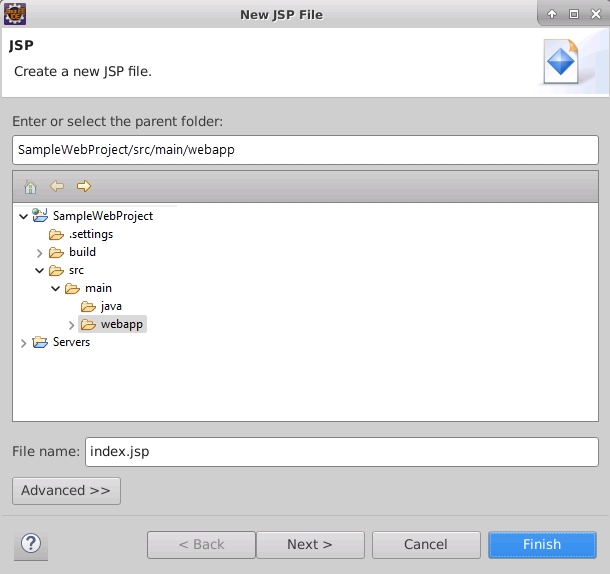 New JSP File
JSP
Create a new JSP file.
Enter or select the parent folder:
SampleWebProject/src/main/webapp
SampleWebProject
.settings
build
src
main
java
webapp
Servers
File name: index.jsp
Advanced >>
? < Back Next > Cancel Finish